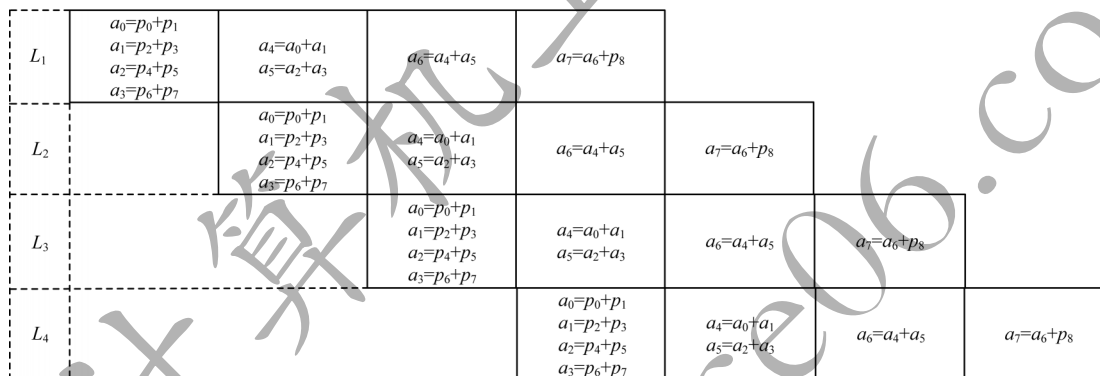 L₁
a₀=p₀+p₁
a₁=p₂+p₃
a₂=p₄+p₅
a₃=p₆+p₇
a₄=a₀+a₁
a₅=a₂+a₃
a₆=a₄+a₅
a₇=a₆+p₈
L₂
a₀=p₀+p₁
a₁=p₂+p₃
a₂=p₄+p₅
a₃=p₆+p₇
a₄=a₀+a₁
a₅=a₂+a₃
a₆=a₄+a₅
a₇=a₆+p₈
L₃
a₀=p₀+p₁
a₁=p₂+p₃
a₂=p₄+p₅
a₃=p₆+p₇
a₄=a₀+a₁
a₅=a₂+a₃
a₆=a₄+a₅
a₇=a₆+p₈
L₄
a₀=p₀+p₁
a₁=p₂+p₃
a₂=p₄+p₅
a₃=p₆+p₇
a₄=a₀+a₁
a₅=a₂+a₃
a₆=a₄+a₅
a₇=a₆+p₈
计算机
e06.co